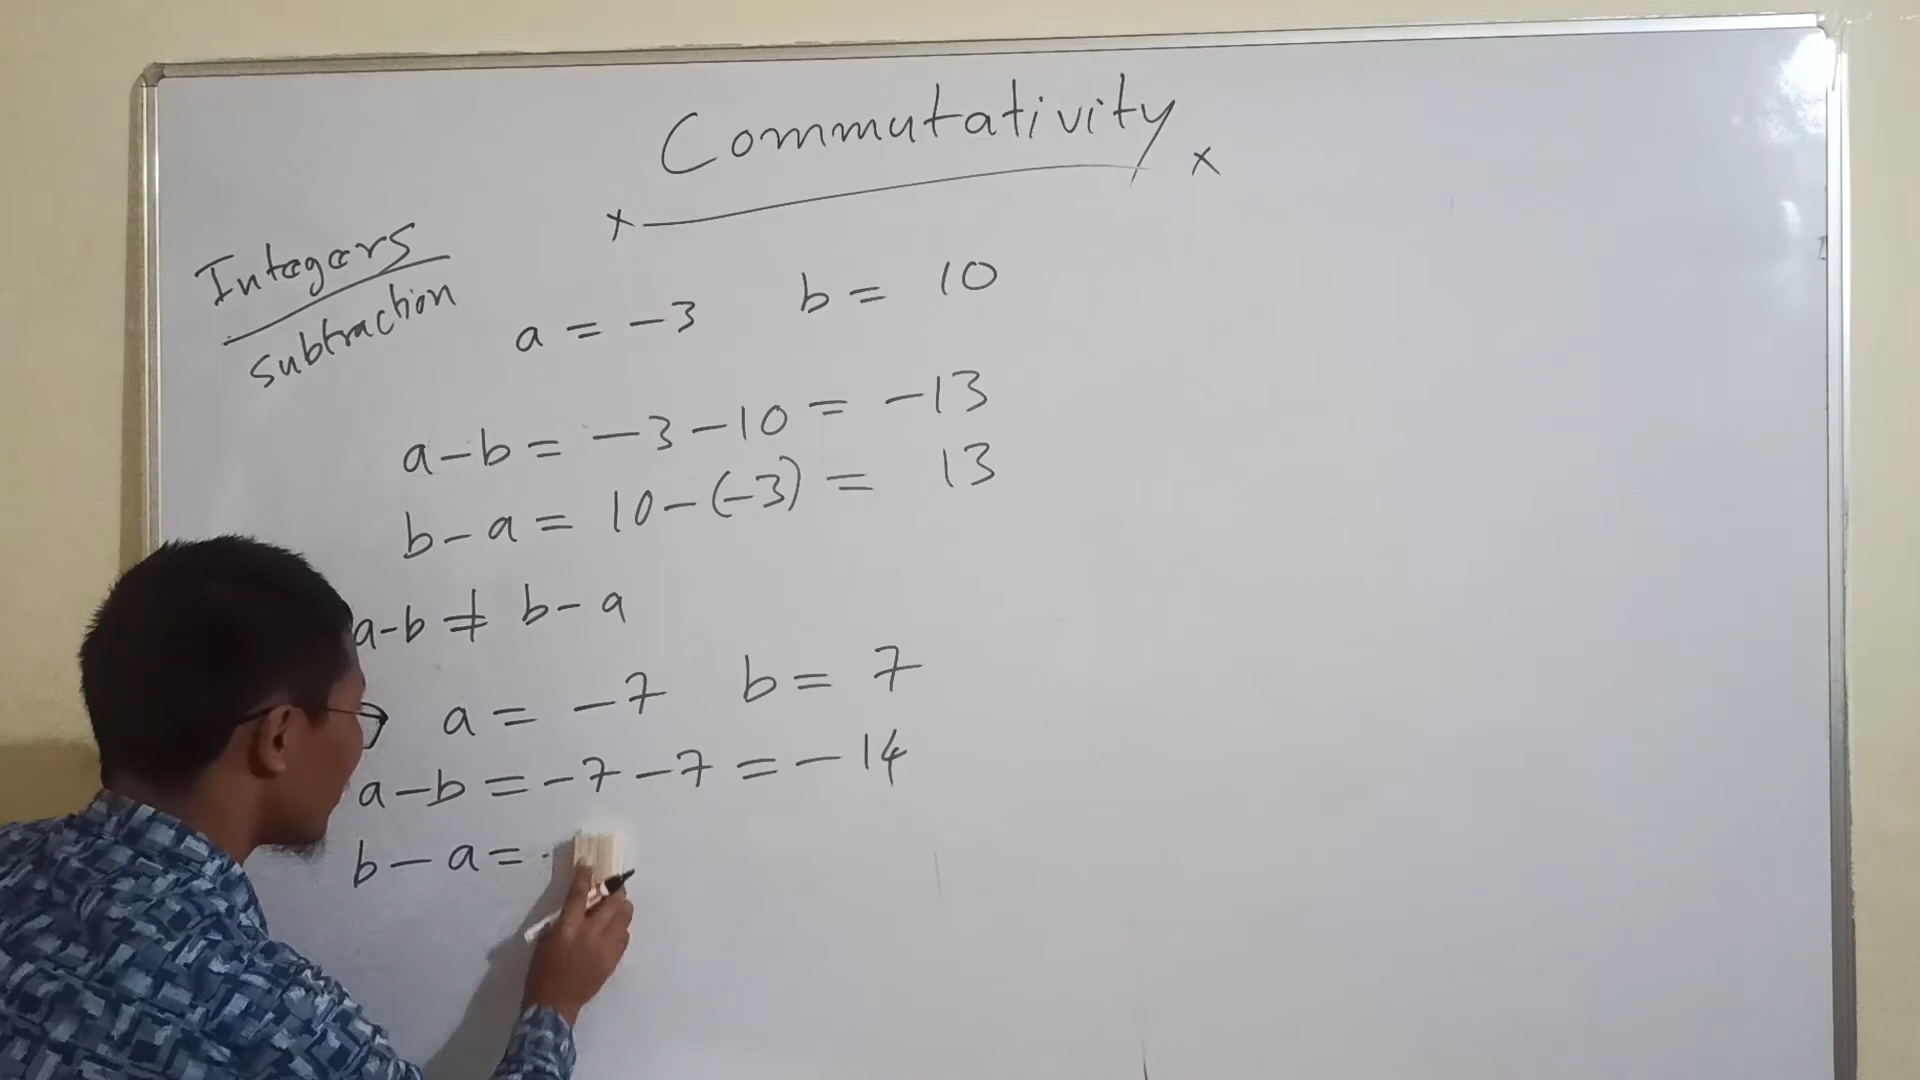 Commutativity
x x
Integers
subtraction
a = -3 b = 10
a-b = -3-10 = -13
b-a = 10-(-3) = 13
a-b ≠ b-a
a = -7 b = 7
a-b = -7-7 = -14
b-a =